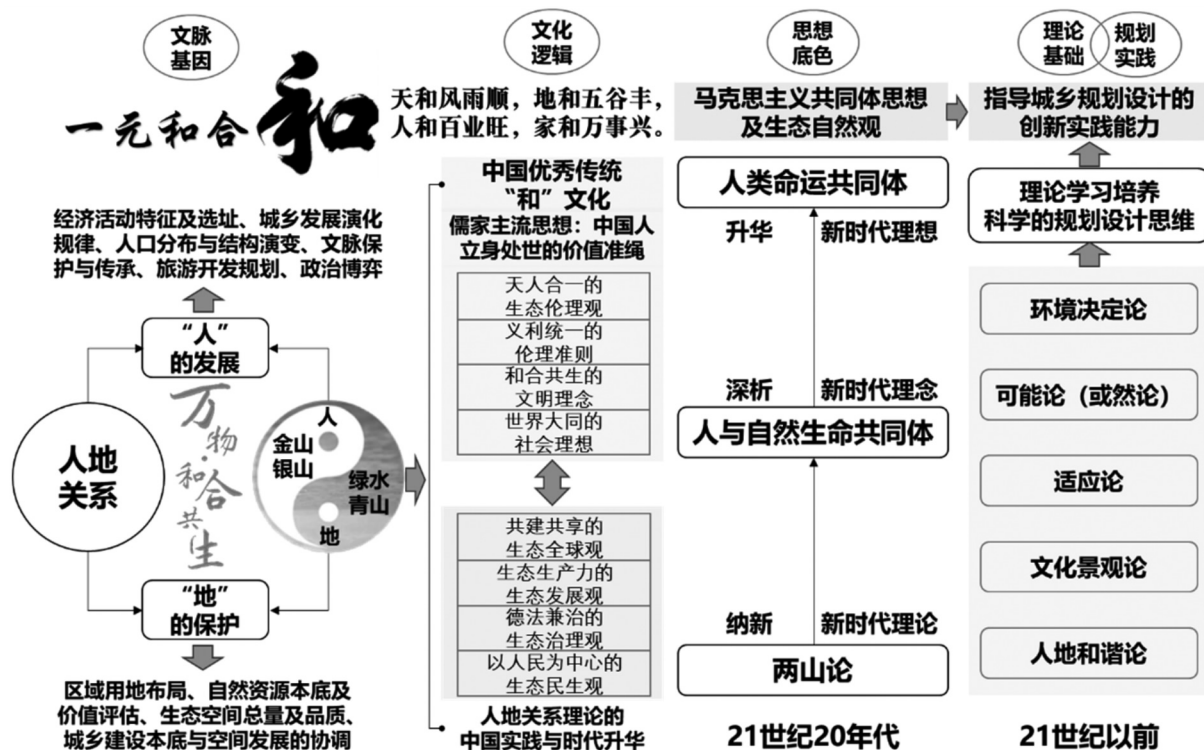 文脉
基因
一元和合和
经济活动特征及选址、城乡发展演化
规律、人口分布与结构演变、文脉保
护与传承、旅游开发规划、政治博弈
“人”
的发展
人地
关系
万物·和合共生
人
金山
银山
绿水
青山
地
“地”
的保护
区域用地布局、自然资源本底及
价值评估、生态空间总量及品质、
城乡建设本底与空间发展的协调
文化
逻辑
天和风雨顺，地和五谷丰，
人和百业旺，家和万事兴。
中国优秀传统
“和”文化
儒家主流思想：中国人
立身处世的价值准绳
天人合一的
生态伦理观
义利统一的
伦理准则
和合共生的
文明理念
世界大同的
社会理想
共建共享的
生态全球观
生态生产力的
生态发展观
德法兼治的
生态治理观
以人民为中心的
生态民生观
人地关系理论的
中国实践与时代升华
思想
底色
马克思主义共同体思想
及生态自然观
人类命运共同体
升华 新时代理想
深析 新时代理念
人与自然生命共同体
纳新 新时代理论
两山论
21世纪20年代
理论
基础
规划
实践
指导城乡规划设计的
创新实践能力
理论学习培养
科学的规划设计思维
环境决定论
可能论（或然论）
适应论
文化景观论
人地和谐论
21世纪以前